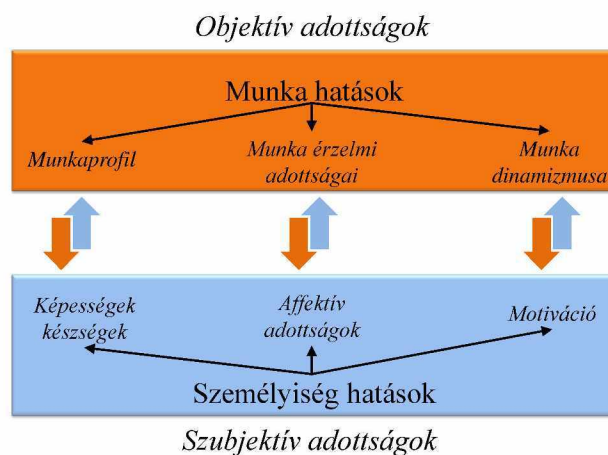 Objektív adottságok
Munka hatások
Munkaprofil
Munka érzelmi
adottságai
Munka
dinamizmusa
Képességek
készségek
Affektív
adottságok
Motiváció
Személyiség hatások
Szubjektív adottságok